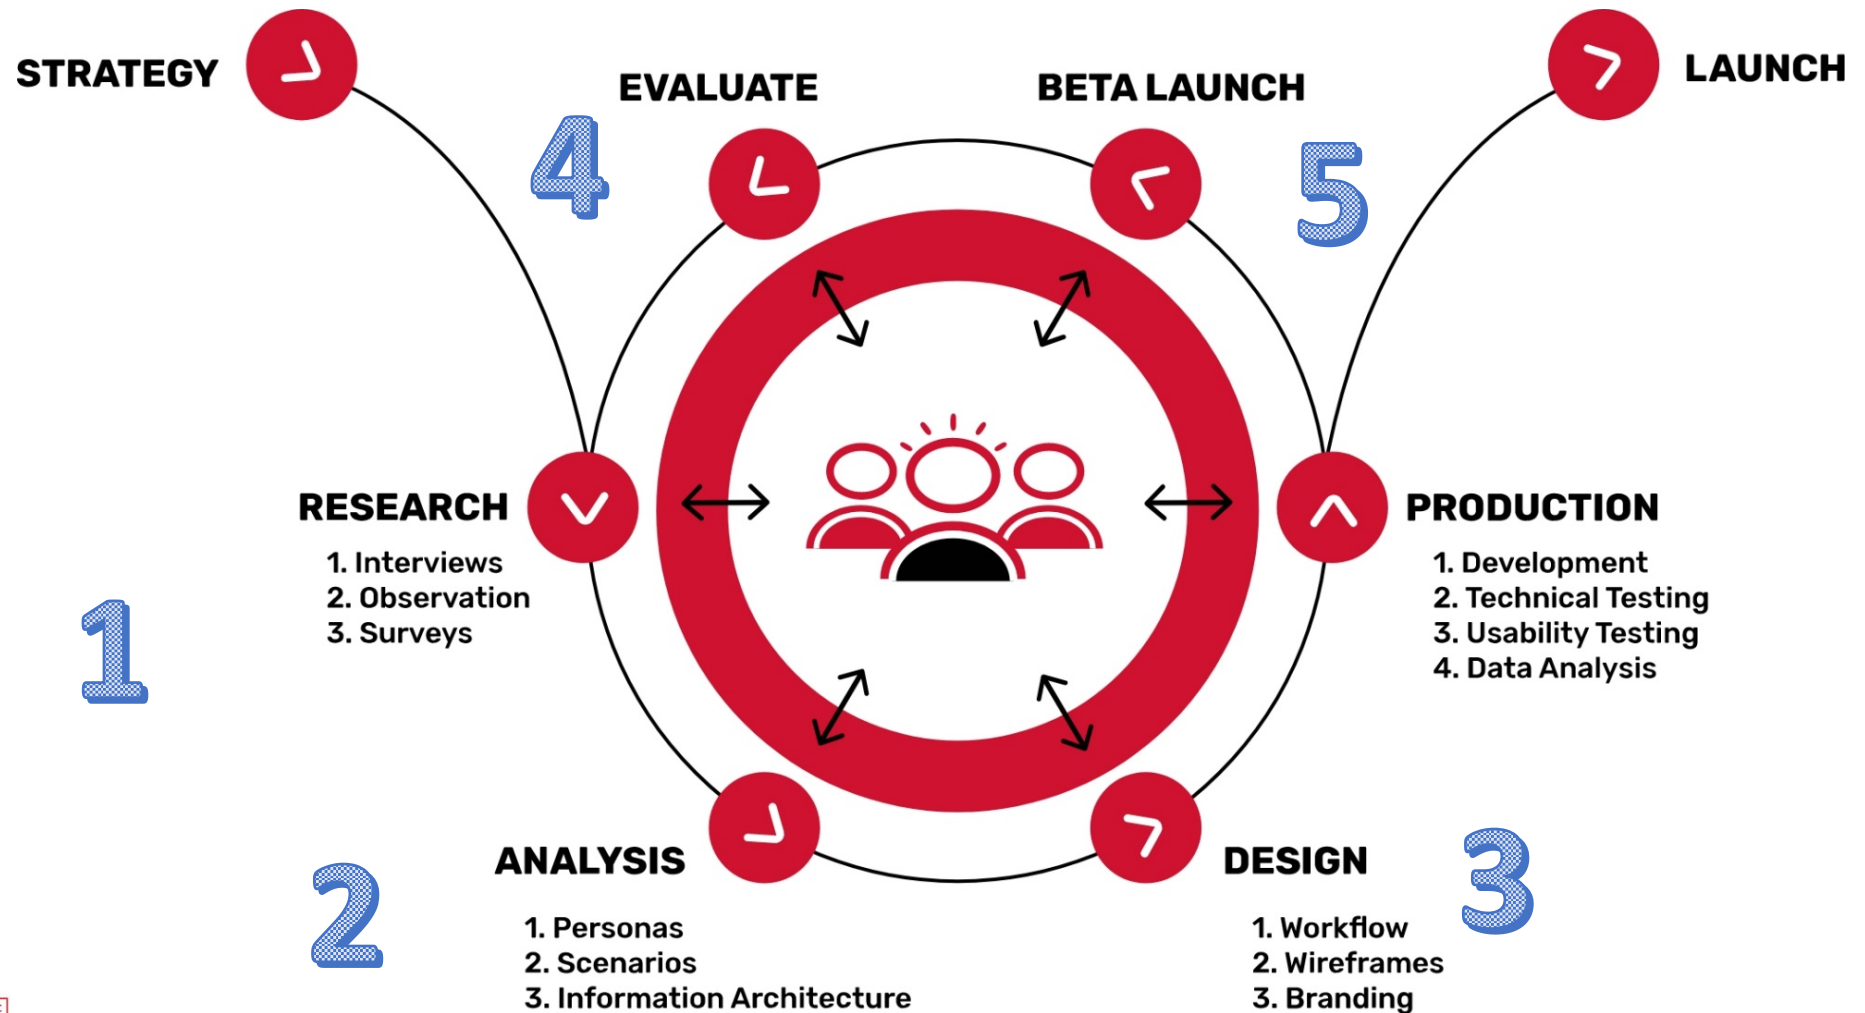 STRATEGY
LAUNCH
EVALUATE
BETA LAUNCH
4
5
RESEARCH
1. Interviews
2. Observation
3. Surveys
PRODUCTION
1. Development
2. Technical Testing
3. Usability Testing
4. Data Analysis
1
ANALYSIS
1. Personas
2. Scenarios
3. Information Architecture
2
DESIGN
1. Workflow
2. Wireframes
3. Branding
3